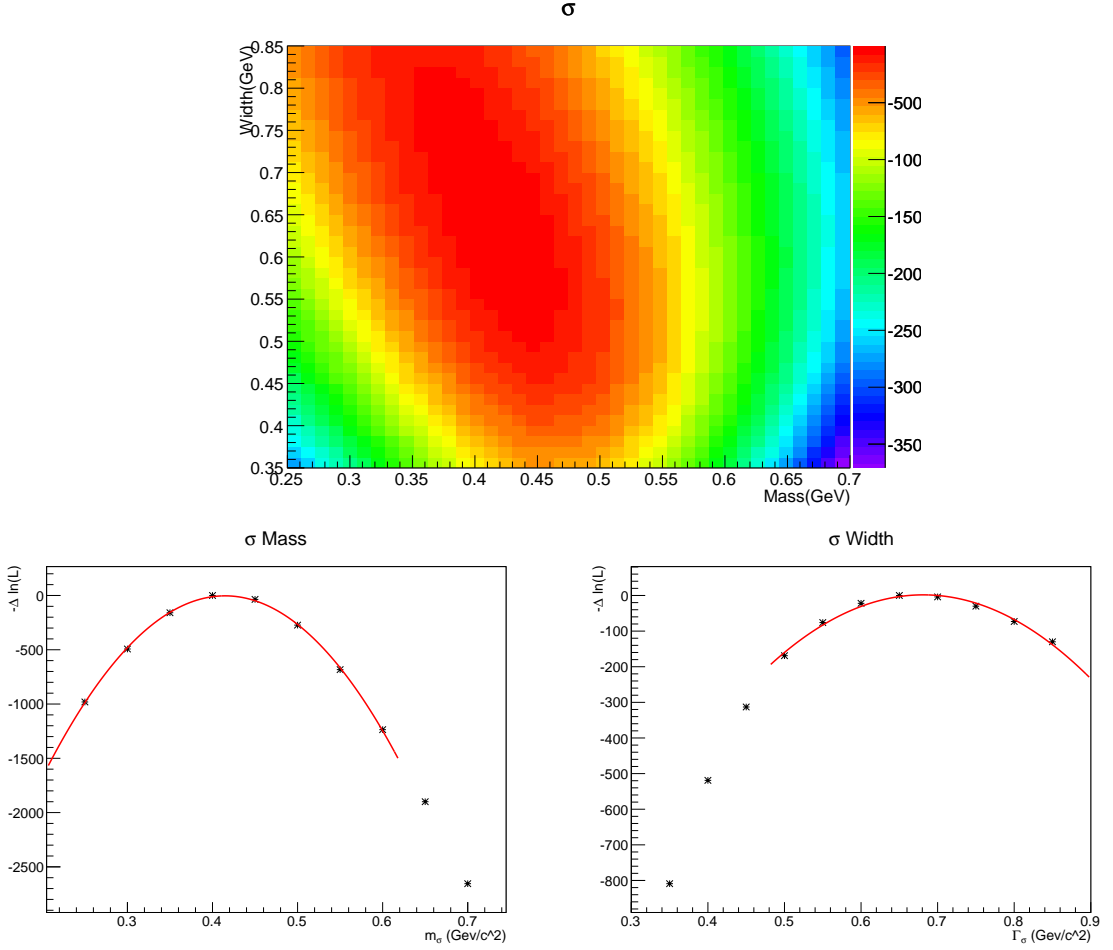 σ
Width(GeV)
0.85
0.8
0.75
0.7
0.65
0.6
0.55
0.5
0.45
0.4
0.35
0.25 0.3 0.35 0.4 0.45 0.5 0.55 0.6 0.65 0.7
Mass(GeV)
-500
-100
-150
-200
-250
-300
-350
σ Mass
-Δ ln(L)
0
-500
-1000
-1500
-2000
-2500
0.3 0.4 0.5 0.6 0.7
m_σ (Gev/c^2)
σ Width
-Δ ln(L)
0
-100
-200
-300
-400
-500
-600
-700
-800
0.3 0.4 0.5 0.6 0.7 0.8 0.9
Γ_σ (Gev/c^2)